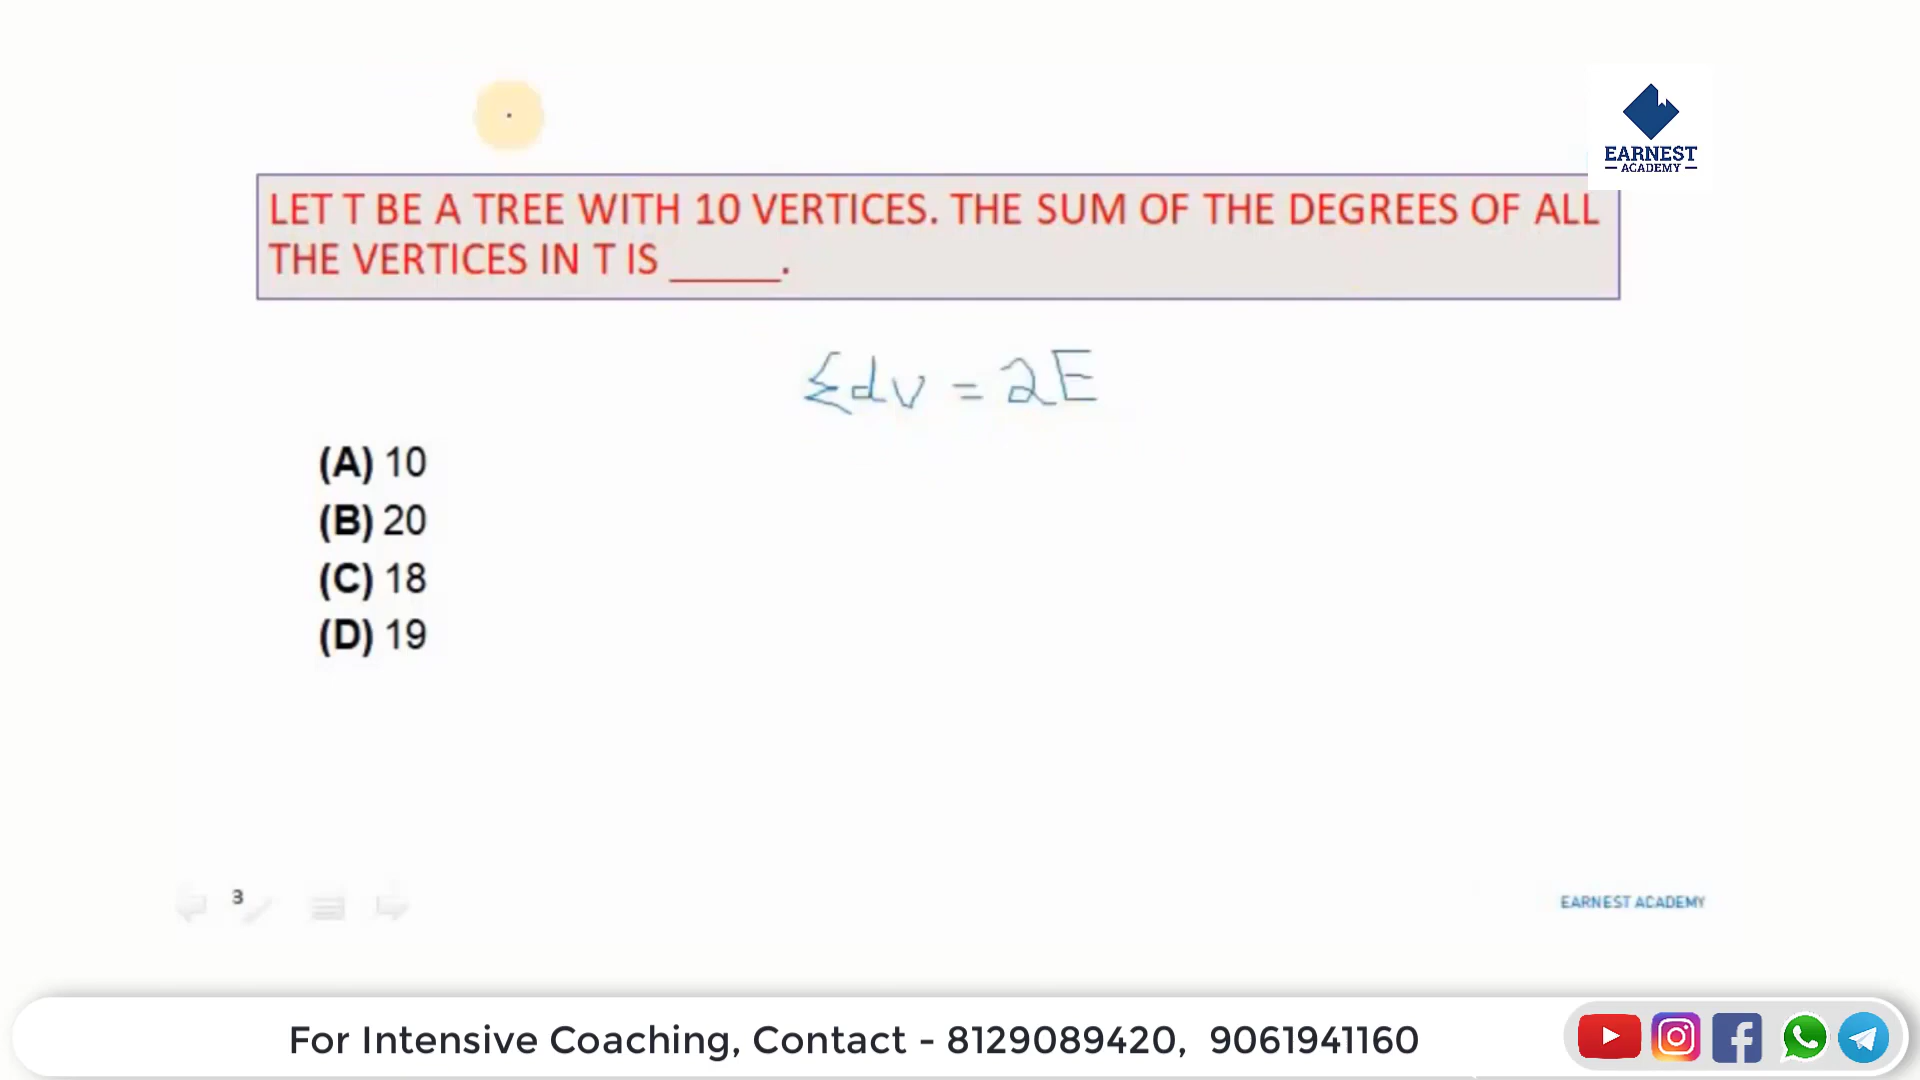 EARNEST
ACADEMY
LET T BE A TREE WITH 10 VERTICES. THE SUM OF THE DEGREES OF ALL
THE VERTICES IN T IS _____.
Σdv = 2E
(A) 10
(B) 20
(C) 18
(D) 19
3
EARNEST ACADEMY
For Intensive Coaching, Contact - 8129089420, 9061941160